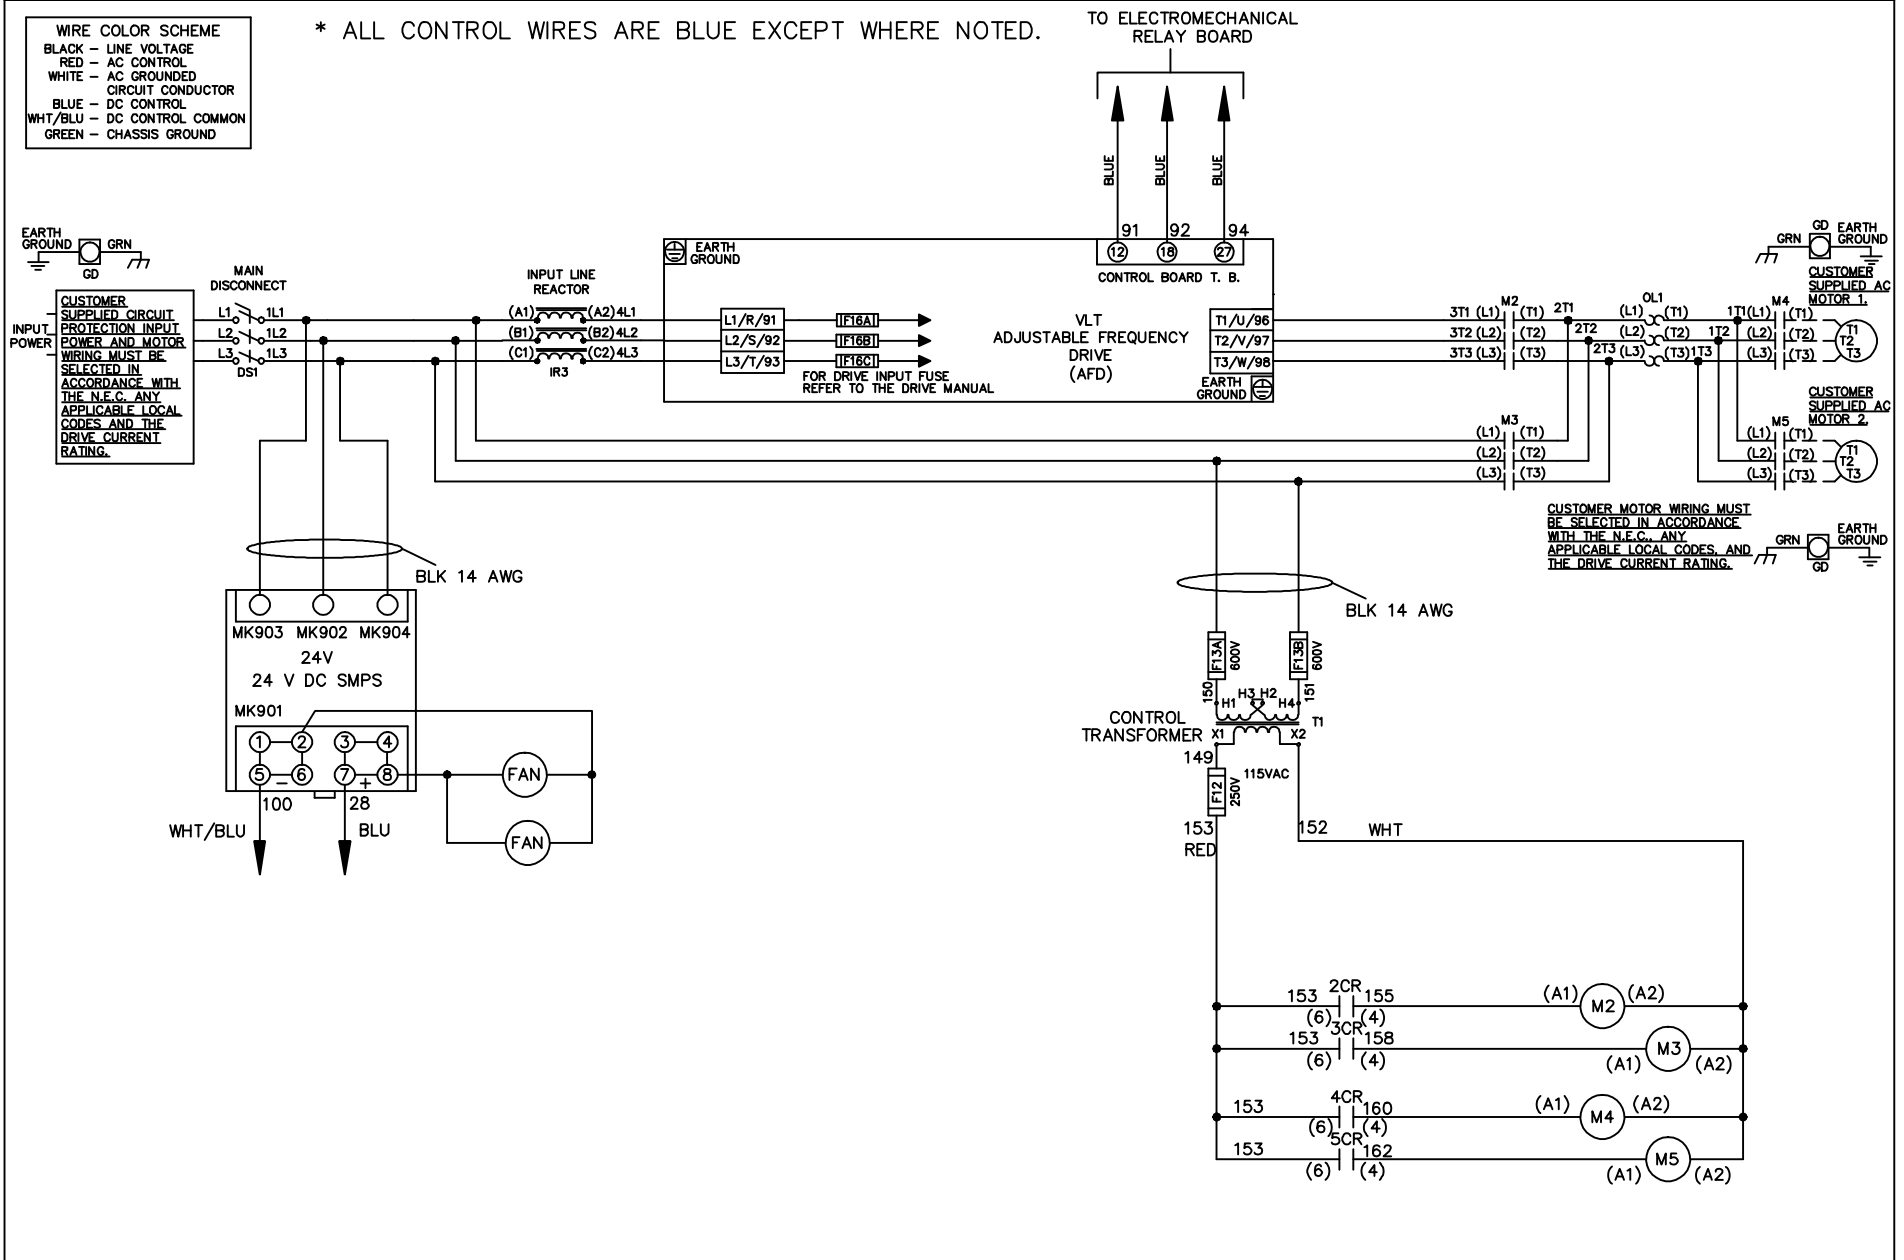 WIRE COLOR SCHEME
BLACK – LINE VOLTAGE
RED – AC CONTROL
WHITE – AC GROUNDED
CIRCUIT CONDUCTOR
BLUE – DC CONTROL
WHT/BLU – DC CONTROL COMMON
GREEN – CHASSIS GROUND
* ALL CONTROL WIRES ARE BLUE EXCEPT WHERE NOTED.
TO ELECTROMECHANICAL
RELAY BOARD
BLUE
BLUE
BLUE
91 92 94
12 18 27
CONTROL BOARD T. B.
EARTH
GROUND
GRN
GD
MAIN
DISCONNECT
L1 1L1
L2 1L2
L3 1L3
DS1
INPUT
POWER
CUSTOMER
SUPPLIED CIRCUIT
PROTECTION INPUT
POWER AND MOTOR
WIRING MUST BE
SELECTED IN
ACCORDANCE WITH
THE N.E.C. ANY
APPLICABLE LOCAL
CODES AND THE
DRIVE CURRENT
RATING.
INPUT LINE
REACTOR
(A1) (A2) 4L1
(B1) (B2) 4L2
(C1) (C2) 4L3
IR3
EARTH
GROUND
L1/R/91
L2/S/92
L3/T/93
IF16A
IF16B
IF16C
FOR DRIVE INPUT FUSE
REFER TO THE DRIVE MANUAL
VLT
ADJUSTABLE FREQUENCY
DRIVE
(AFD)
T1/U/96
T2/V/97
T3/W/98
EARTH
GROUND
M2
3T1 (L1) (T1) 2T1
3T2 (L2) (T2) 2T2
3T3 (L3) (T3) 2T3
OL1
(L1) (T1) 1T1
(L2) (T2) 1T2
(L3) (T3) 1T3
M4
(L1) (T1)
(L2) (T2)
(L3) (T3)
T1
T2
T3
GD
GRN
EARTH
GROUND
CUSTOMER
SUPPLIED AC
MOTOR 1.
CUSTOMER
SUPPLIED AC
MOTOR 2.
M3
(L1) (T1)
(L2) (T2)
(L3) (T3)
M5
(L1) (T1)
(L2) (T2)
(L3) (T3)
T1
T2
T3
CUSTOMER MOTOR WIRING MUST
BE SELECTED IN ACCORDANCE
WITH THE N.E.C., ANY
APPLICABLE LOCAL CODES, AND
THE DRIVE CURRENT RATING.
GRN
GD
EARTH
GROUND
BLK 14 AWG
MK903 MK902 MK904
24V
24 V DC SMPS
MK901
1 2 3 4
5 – 6 7 + 8
100 28
WHT/BLU BLU
FAN
FAN
BLK 14 AWG
F13A
600V
F13B
600V
150 151
H1 H3 H2 H4
T1
CONTROL
TRANSFORMER
X1 X2
149
115VAC
F12
250V
153
RED
152 WHT
2CR
153 155
(6) (4)
(A1) M2 (A2)
3CR
153 158
(6) (4)
(A1) M3 (A2)
4CR
153 160
(6) (4)
(A1) M4 (A2)
5CR
153 162
(6) (4)
(A1) M5 (A2)